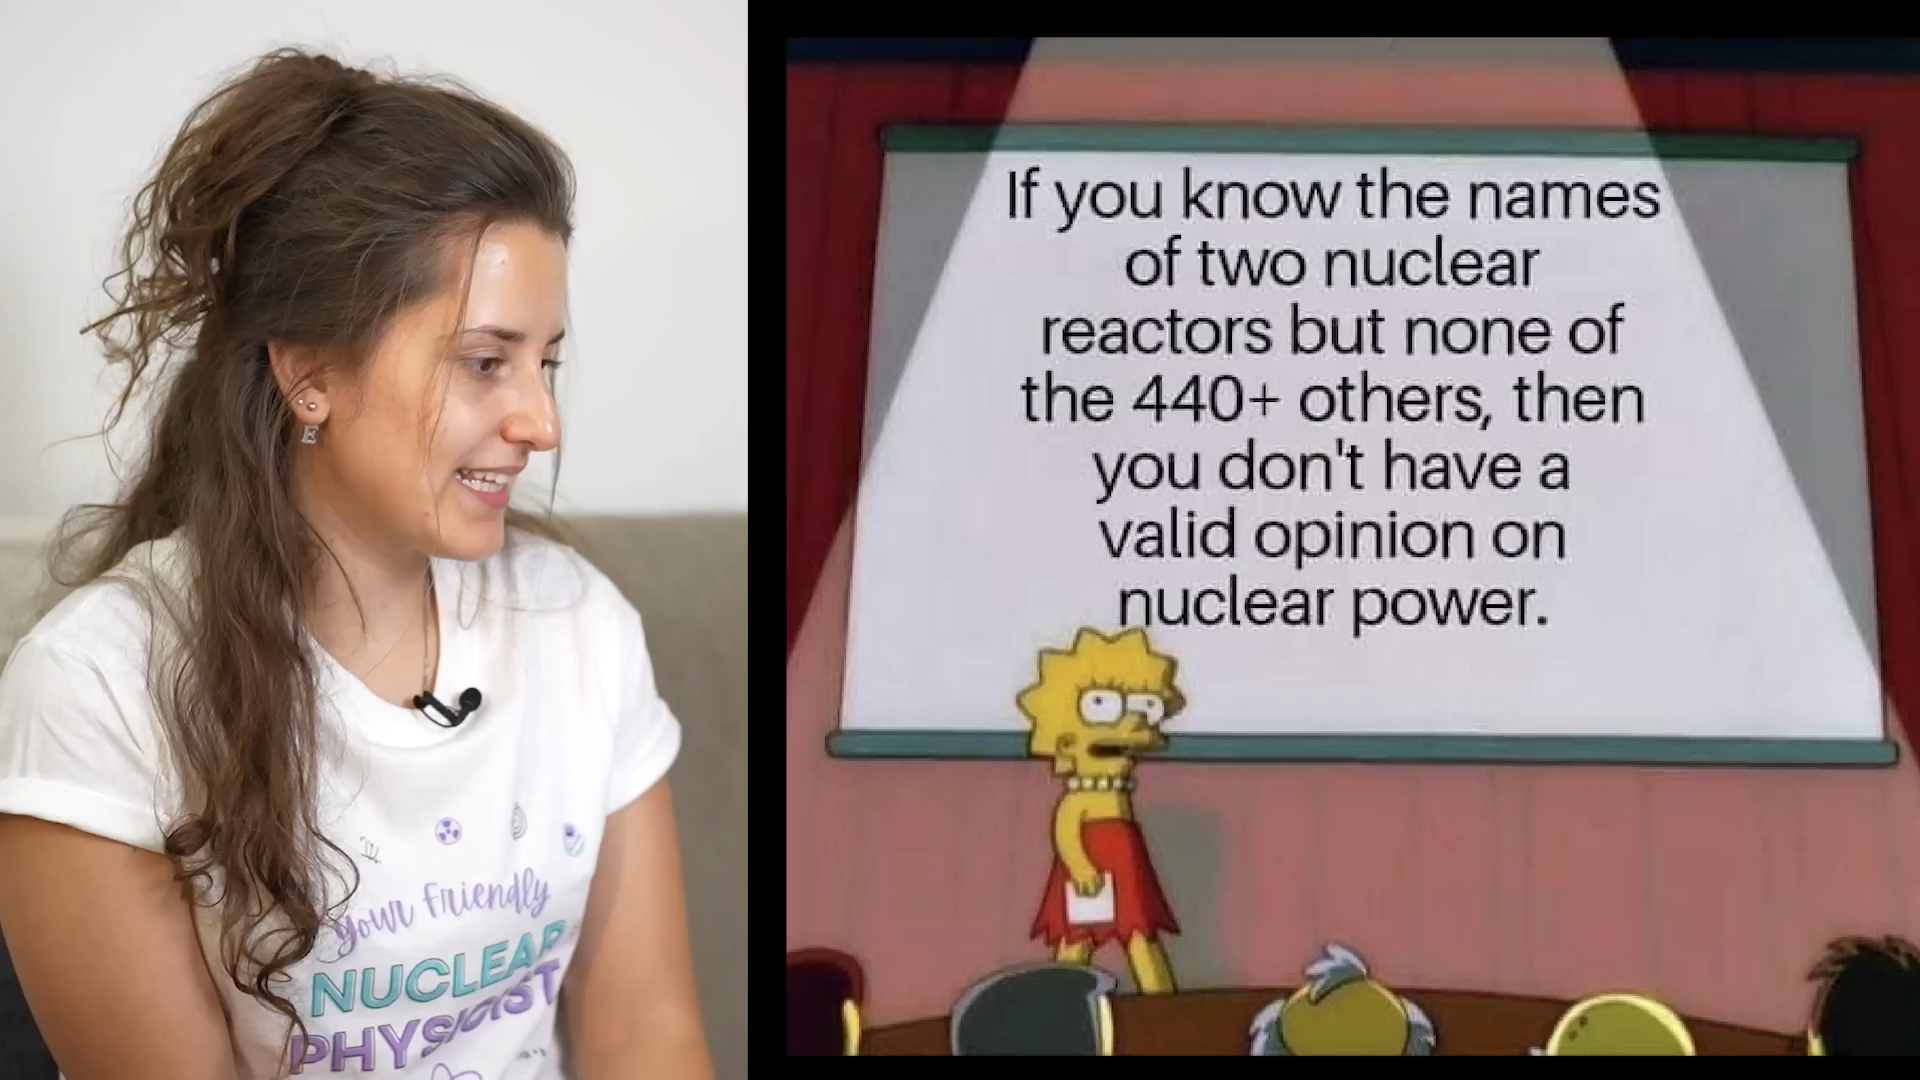 If you know the names
of two nuclear
reactors but none of
the 440+ others, then
you don't have a
valid opinion on
nuclear power.
E
your Friendly
NUCLEAR
PHYSICIST